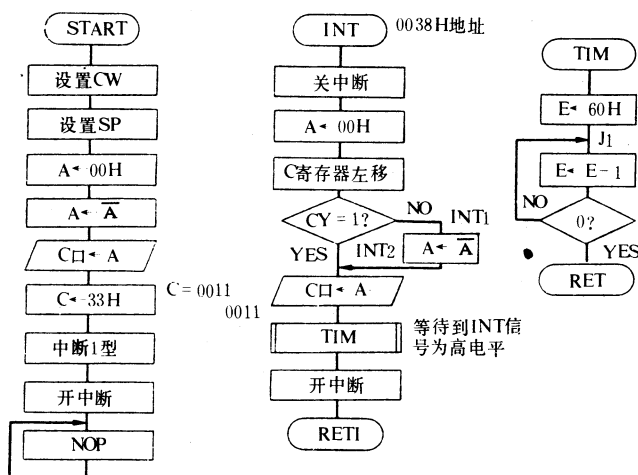 START
设置CW
设置SP
A←00H
A←A̅
C口←A
C←33H
C=0011
0011
中断1型
开中断
NOP
INT
0038H地址
关中断
A←00H
C寄存器左移
CY=1?
NO
INT1
A←A̅
YES
INT2
C口←A
TIM
等待到INT信
号为高电平
开中断
RETI
TIM
E←60H
J1
E←E-1
NO
0?
YES
RET